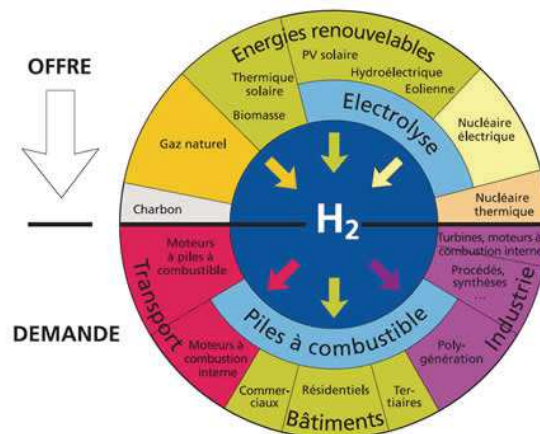 OFFRE
Energies renouvelables
PV solaire
Hydroélectrique
Eolienne
Thermique
solaire
Biomasse
Electrolyse
Nucléaire
électrique
Gaz naturel
Nucléaire
thermique
Charbon
H₂
Moteurs
à piles à
combustible
Turbines, moteurs à
combustion interne
Procédés,
synthèses
...
Transport
Industrie
DEMANDE
Piles à combustible
Moteurs à
combustion
interne
Poly-
génération
Commer-
ciaux
Résidentiels
Ter-
tiaires
Bâtiments